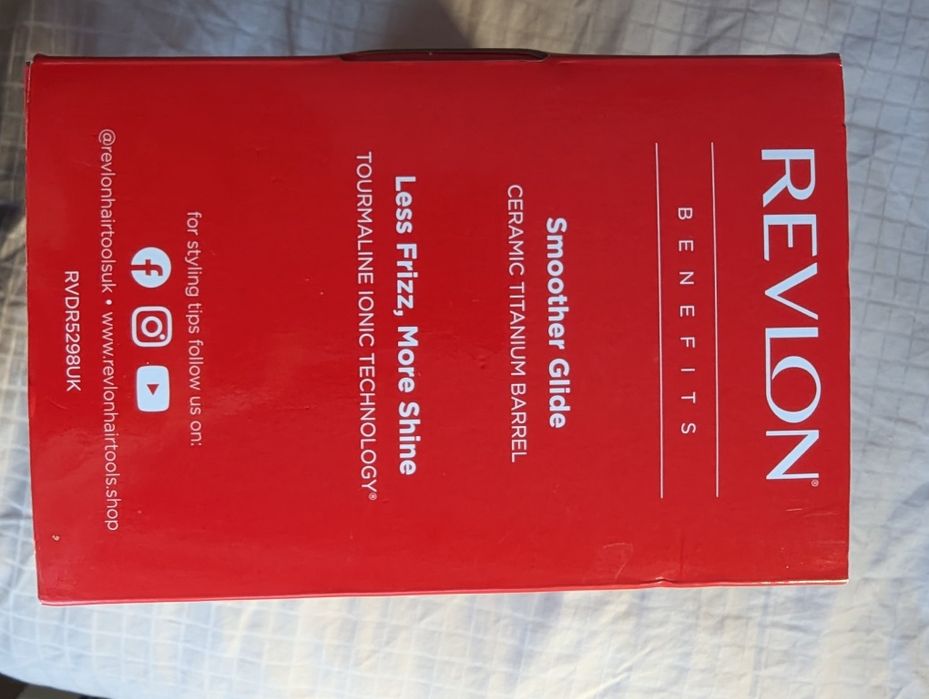 REVLON®
BENEFITS
Smoother Glide
CERAMIC TITANIUM BARREL
Less Frizz, More Shine
TOURMALINE IONIC TECHNOLOGY®
for styling tips follow us on:
@revlonhairtoolsuk • www.revlonhairtools.shop
RVDR5298UK